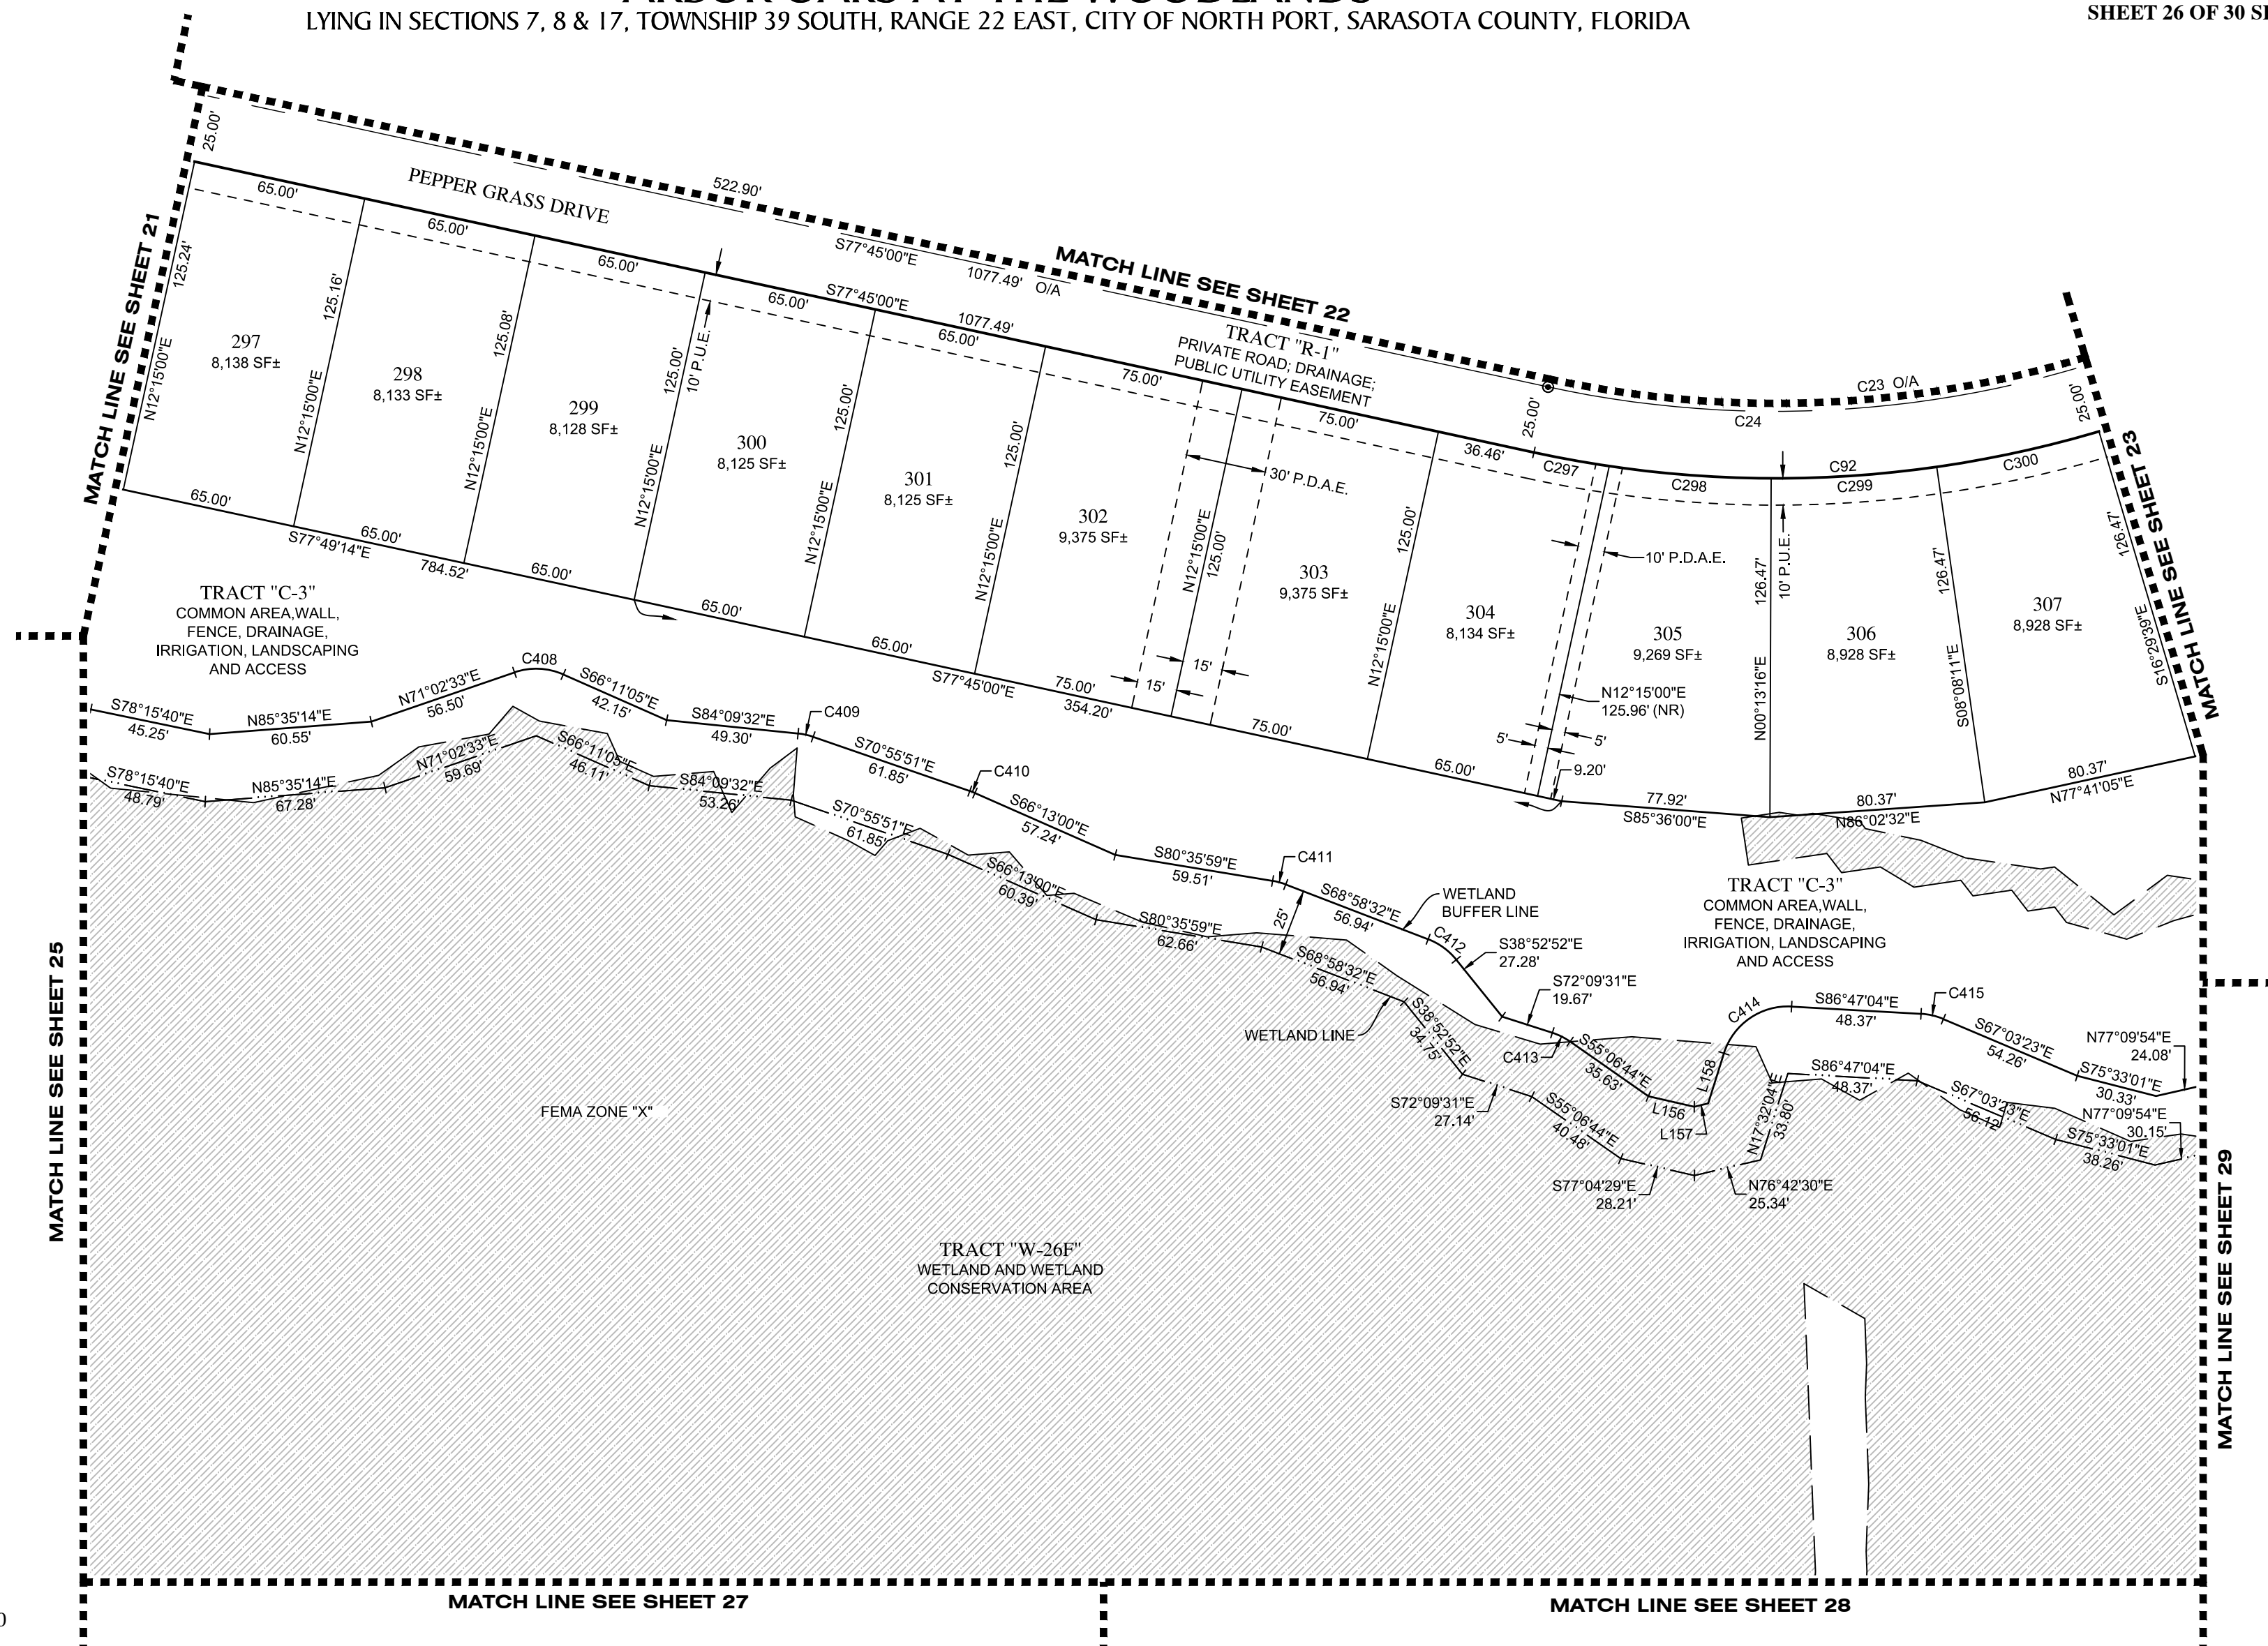 ARBOR OAKS AT THE WOODLANDS
LYING IN SECTIONS 7, 8 & 17, TOWNSHIP 39 SOUTH, RANGE 22 EAST, CITY OF NORTH PORT, SARASOTA COUNTY, FLORIDA
SHEET 26 OF 30
MATCH LINE SEE SHEET 21
MATCH LINE SEE SHEET 22
MATCH LINE SEE SHEET 23
25.00'
PEPPER GRASS DRIVE
522.90'
S77°45'00"E
1077.49' O/A
S77°45'00"E
1077.49'
TRACT "R-1"
PRIVATE ROAD; DRAINAGE;
PUBLIC UTILITY EASEMENT
C23 O/A
C24
25.00'
25.00'
65.00'
65.00'
65.00'
65.00'
65.00'
75.00'
75.00'
36.46'
C297
C298
C92
C299
C300
N12°15'00"E
125.24'
297
8,138 SF±
N12°15'00"E
125.16'
298
8,133 SF±
N12°15'00"E
125.08'
299
8,128 SF±
N12°15'00"E
125.00'
10' P.U.E.
300
8,125 SF±
N12°15'00"E
125.00'
301
8,125 SF±
N12°15'00"E
125.00'
302
9,375 SF±
30' P.D.A.E.
N12°15'00"E
125.00'
15'
15'
303
9,375 SF±
N12°15'00"E
125.00'
304
8,134 SF±
10' P.D.A.E.
N12°15'00"E
125.96' (NR)
5'
5'
9.20'
305
9,269 SF±
N00°13'16"E
126.47'
10' P.U.E.
306
8,928 SF±
S08°08'11"E
126.47'
307
8,928 SF±
S16°29'39"E
126.47'
65.00'
65.00'
S77°49'14"E
784.52'
65.00'
65.00'
65.00'
S77°45'00"E
354.20'
75.00'
75.00'
65.00'
77.92'
S85°36'00"E
80.37'
N86°02'32"E
80.37'
N77°41'05"E
TRACT "C-3"
COMMON AREA,WALL,
FENCE, DRAINAGE,
IRRIGATION, LANDSCAPING
AND ACCESS
S78°15'40"E
45.25'
N85°35'14"E
60.55'
N71°02'33"E
56.50'
C408
S66°11'05"E
42.15'
S84°09'32"E
49.30'
C409
S70°55'51"E
61.85'
C410
S66°13'00"E
57.24'
S80°35'59"E
59.51'
C411
25'
S68°58'32"E
56.94'
WETLAND
BUFFER LINE
C412
S38°52'52"E
27.28'
S72°09'31"E
19.67'
C413
S55°06'44"E
35.63'
L156
L157
L158
C414
S86°47'04"E
48.37'
C415
S67°03'23"E
54.26'
S75°33'01"E
30.33'
N77°09'54"E
24.08'
TRACT "C-3"
COMMON AREA,WALL,
FENCE, DRAINAGE,
IRRIGATION, LANDSCAPING
AND ACCESS
S78°15'40"E
48.79'
N85°35'14"E
67.28'
N71°02'33"E
59.69'
S66°11'05"E
46.11'
S84°09'32"E
53.26'
S70°55'51"E
61.85'
S66°13'00"E
60.39'
S80°35'59"E
62.66'
S68°58'32"E
56.94'
WETLAND LINE
S38°52'52"E
34.75'
S72°09'31"E
27.14'
S55°06'44"E
40.48'
S77°04'29"E
28.21'
N76°42'30"E
25.34'
N17°32'04"E
33.80'
S86°47'04"E
48.37'
S67°03'23"E
56.12'
S75°33'01"E
38.26'
N77°09'54"E
30.15'
FEMA ZONE "X"
TRACT "W-26F"
WETLAND AND WETLAND
CONSERVATION AREA
MATCH LINE SEE SHEET 25
MATCH LINE SEE SHEET 29
MATCH LINE SEE SHEET 27
MATCH LINE SEE SHEET 28